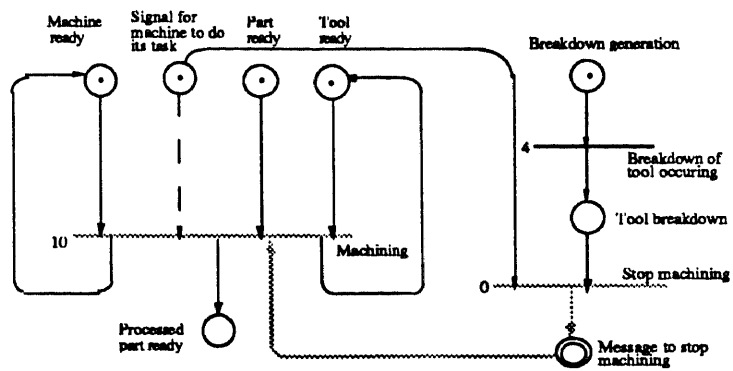 Machine
ready
Signal for
machine to do
its task
Part
ready
Tool
ready
Breakdown generation
4
Breakdown of
tool occuring
Tool breakdown
10
Machining
Stop machining
0
Processed
part ready
Message to stop
machining